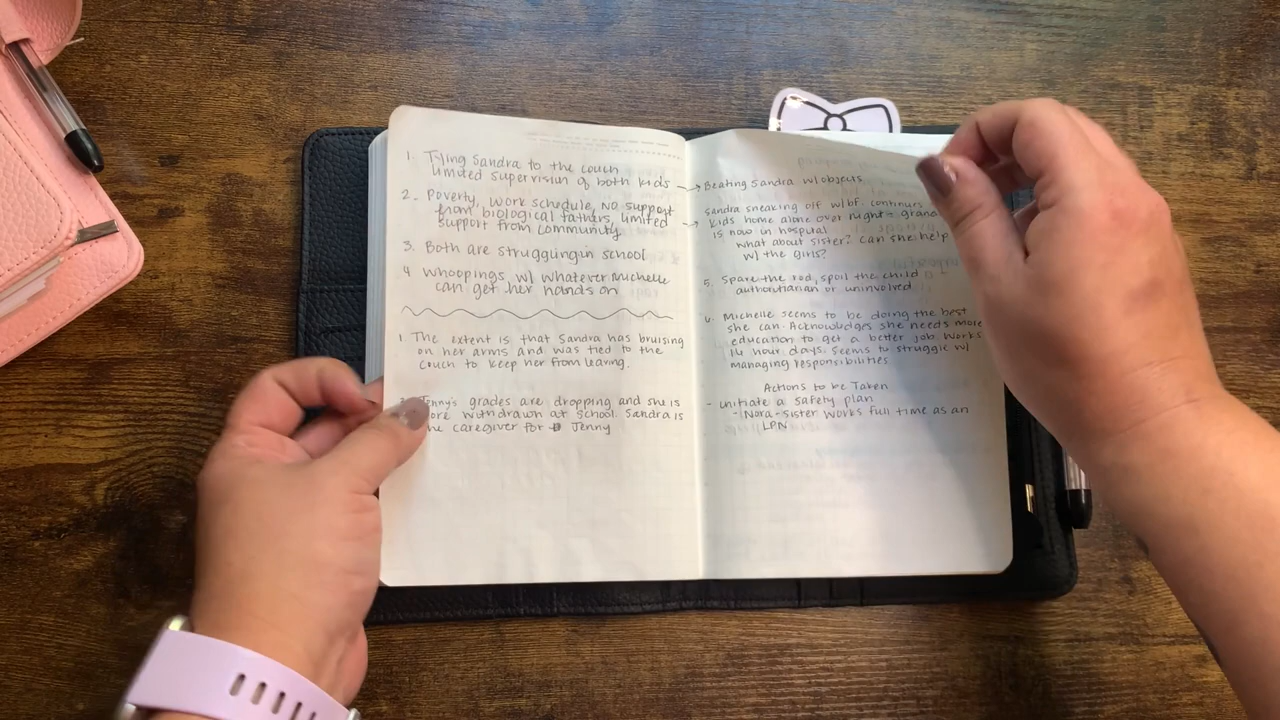 1. Tying Sandra to the couch
limited supervision of both kids
2. Poverty, work schedule, NO support
from biological fathers, limited
support from community
3. Both are struggling in school
4 Whoopings w/ whatever Michelle
can get her hands on
1. The extent is that Sandra has bruising
on her arms and was tied to the
couch to keep her from leaving.
Jenny's grades are dropping and she is
more withdrawn at school. Sandra is
the caregiver for Jenny
→ Beating Sandra w/ objects
Sandra sneaking off w/ bf. continues
→ kids home alone over night = grand
is now in hospital
what about sister? can she help
w/ the girls?
5. Spare the rod, spoil the child
authoritarian or uninvolved
6. Michelle seems to be doing the best
she can. Acknowledges she needs more
education to get a better job. Works
14 hour days. Seems to struggle w/
managing responsibilities
Actions to be Taken
- initiate a safety plan
- Nora - sister works full time as an
LPN